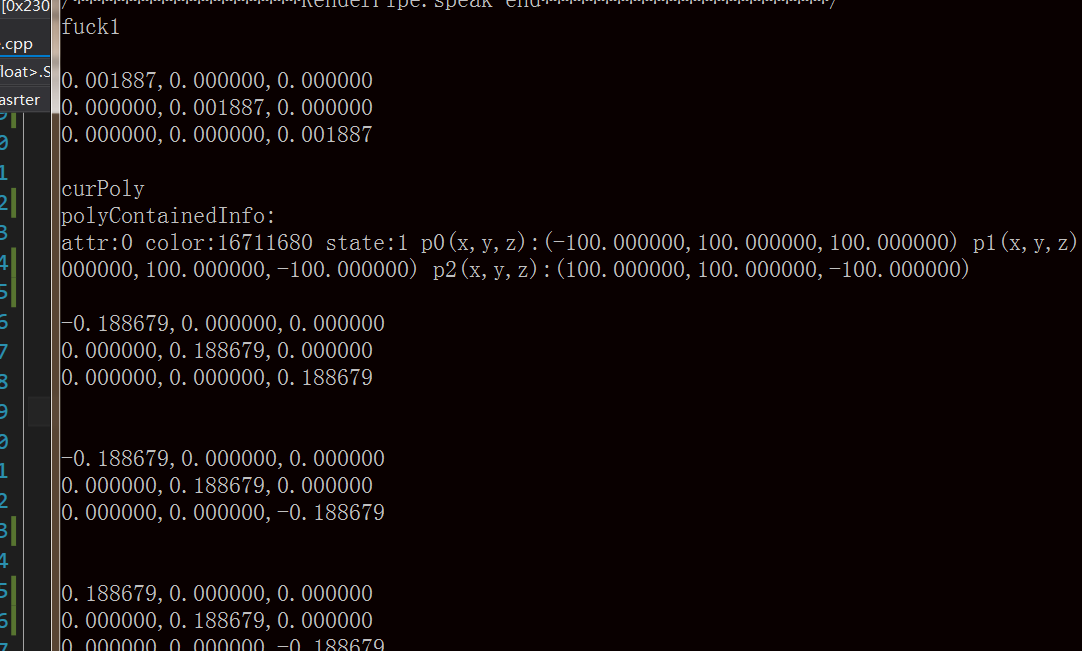 [0x230
/********************RenderPipe.speak end*************************/
.cpp
fuck1
loat>.S
asrter
0.001887,0.000000,0.000000
0.000000,0.001887,0.000000
0.000000,0.000000,0.001887
curPoly
polyContainedInfo:
attr:0 color:16711680 state:1 p0(x,y,z):(-100.000000,100.000000,100.000000) p1(x,y,z)
000000,100.000000,-100.000000) p2(x,y,z):(100.000000,100.000000,-100.000000)
-0.188679,0.000000,0.000000
0.000000,0.188679,0.000000
0.000000,0.000000,0.188679
-0.188679,0.000000,0.000000
0.000000,0.188679,0.000000
0.000000,0.000000,-0.188679
0.188679,0.000000,0.000000
0.000000,0.188679,0.000000
0.000000,0.000000,-0.188679